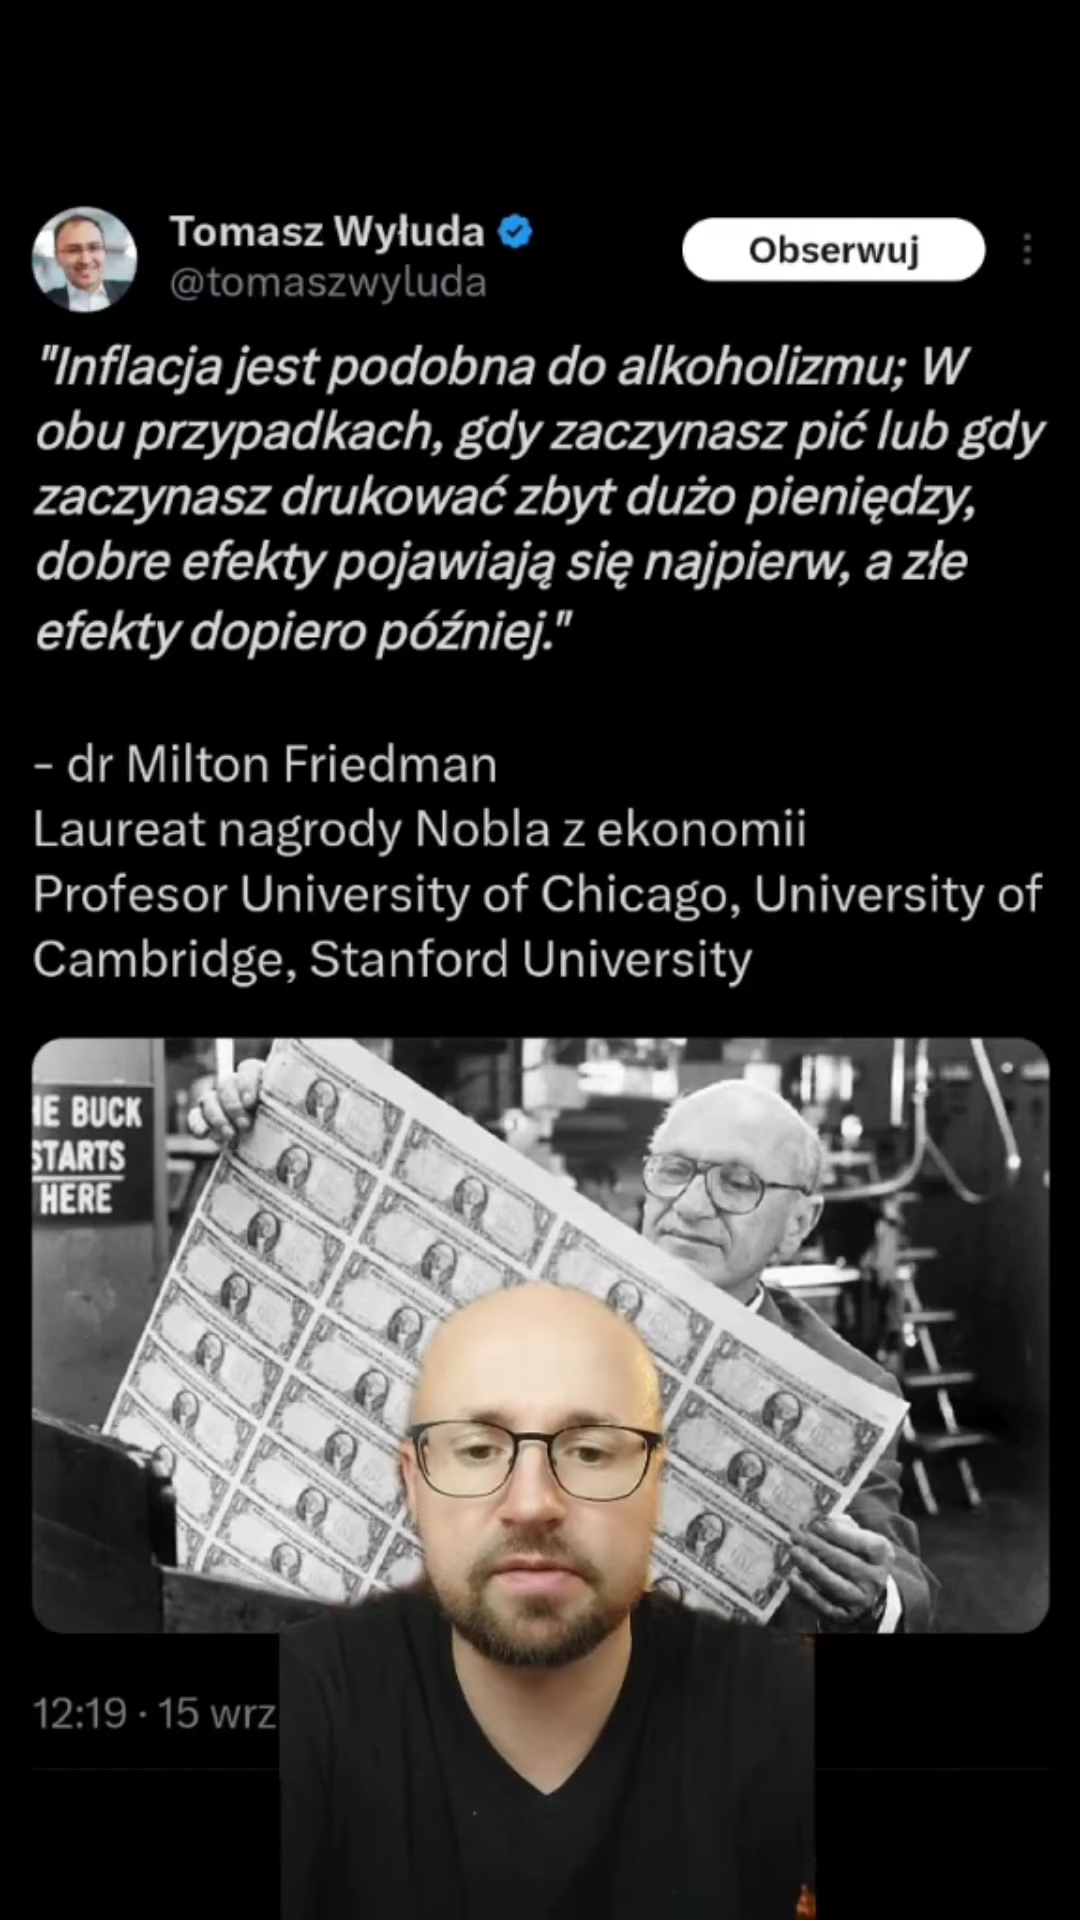 Tomasz Wyłuda
@tomaszwyluda
Obserwuj
"Inflacja jest podobna do alkoholizmu; W
obu przypadkach, gdy zaczynasz pić lub gdy
zaczynasz drukować zbyt dużo pieniędzy,
dobre efekty pojawiają się najpierw, a złe
efekty dopiero później."
- dr Milton Friedman
Laureat nagrody Nobla z ekonomii
Profesor University of Chicago, University of
Cambridge, Stanford University
HE BUCK
STARTS
HERE
12:19 · 15 wrz